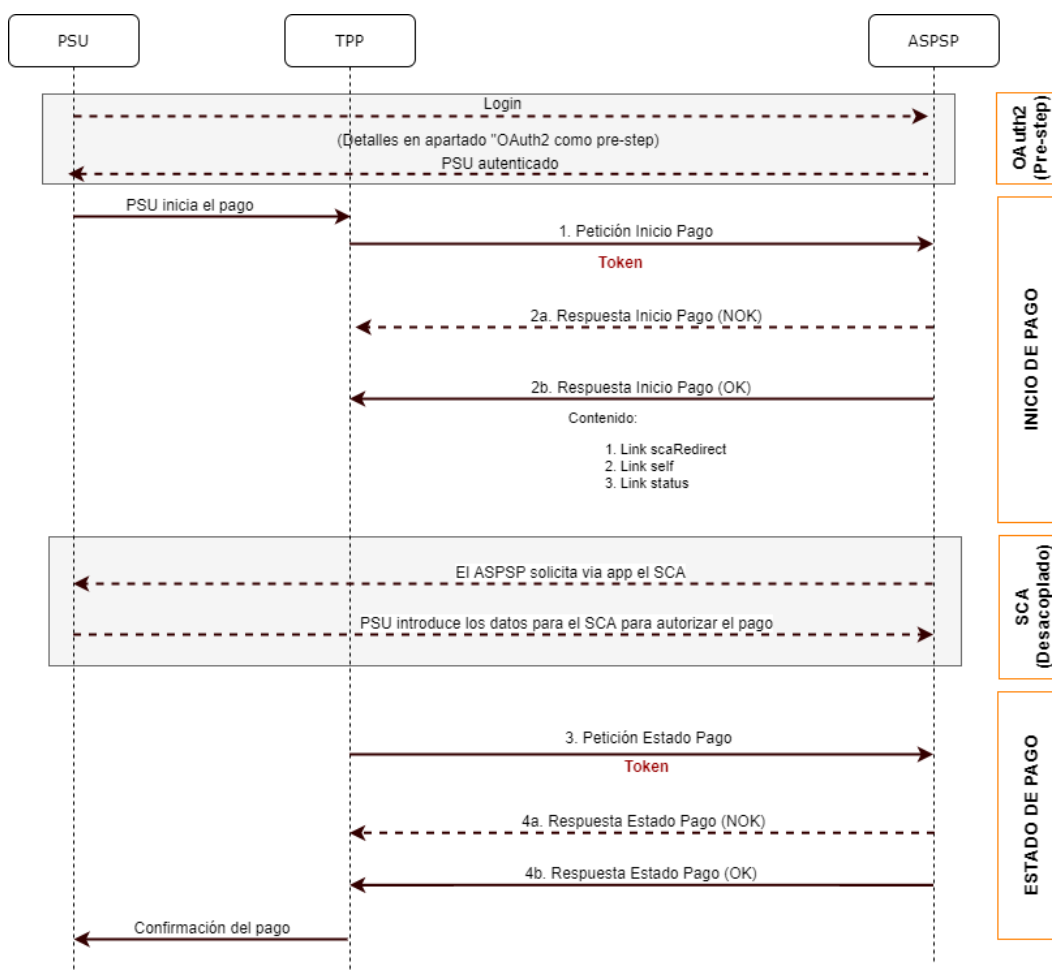 PSU
TPP
ASPSP
Login
(Detalles en apartado "OAuth2 como pre-step)
PSU autenticado
OAuth2
(Pre-step)
PSU inicia el pago
1. Petición Inicio Pago
Token
2a. Respuesta Inicio Pago (NOK)
2b. Respuesta Inicio Pago (OK)
Contenido:
1. Link scaRedirect
2. Link self
3. Link status
INICIO DE PAGO
El ASPSP solicita via app el SCA
PSU introduce los datos para el SCA para autorizar el pago
SCA
(Desacoplado)
3. Petición Estado Pago
Token
4a. Respuesta Estado Pago (NOK)
4b. Respuesta Estado Pago (OK)
Confirmación del pago
ESTADO DE PAGO